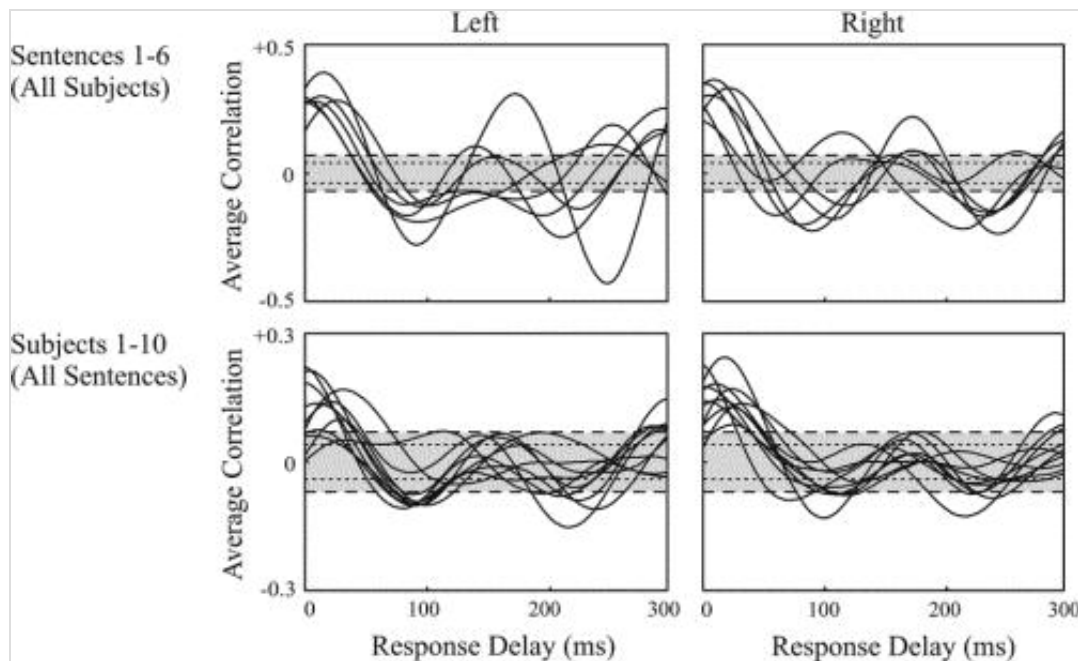 Left
Right
Sentences 1-6
(All Subjects)
+0.5
Average Correlation
0
-0.5
Subjects 1-10
(All Sentences)
+0.3
Average Correlation
0
-0.3
0 100 200 300
0 100 200 300
Response Delay (ms)
Response Delay (ms)